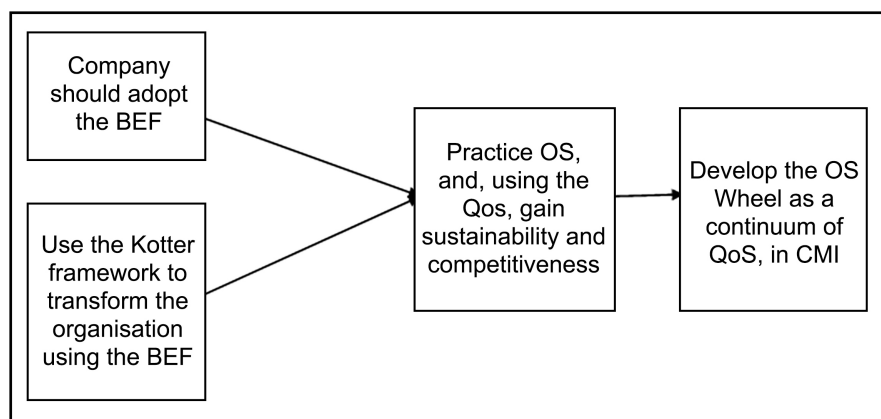 Company
should adopt
the BEF
Use the Kotter
framework to
transform the
organisation
using the BEF
Practice OS,
and, using the
Qos, gain
sustainability and
competitiveness
Develop the OS
Wheel as a
continuum of
QoS, in CMI